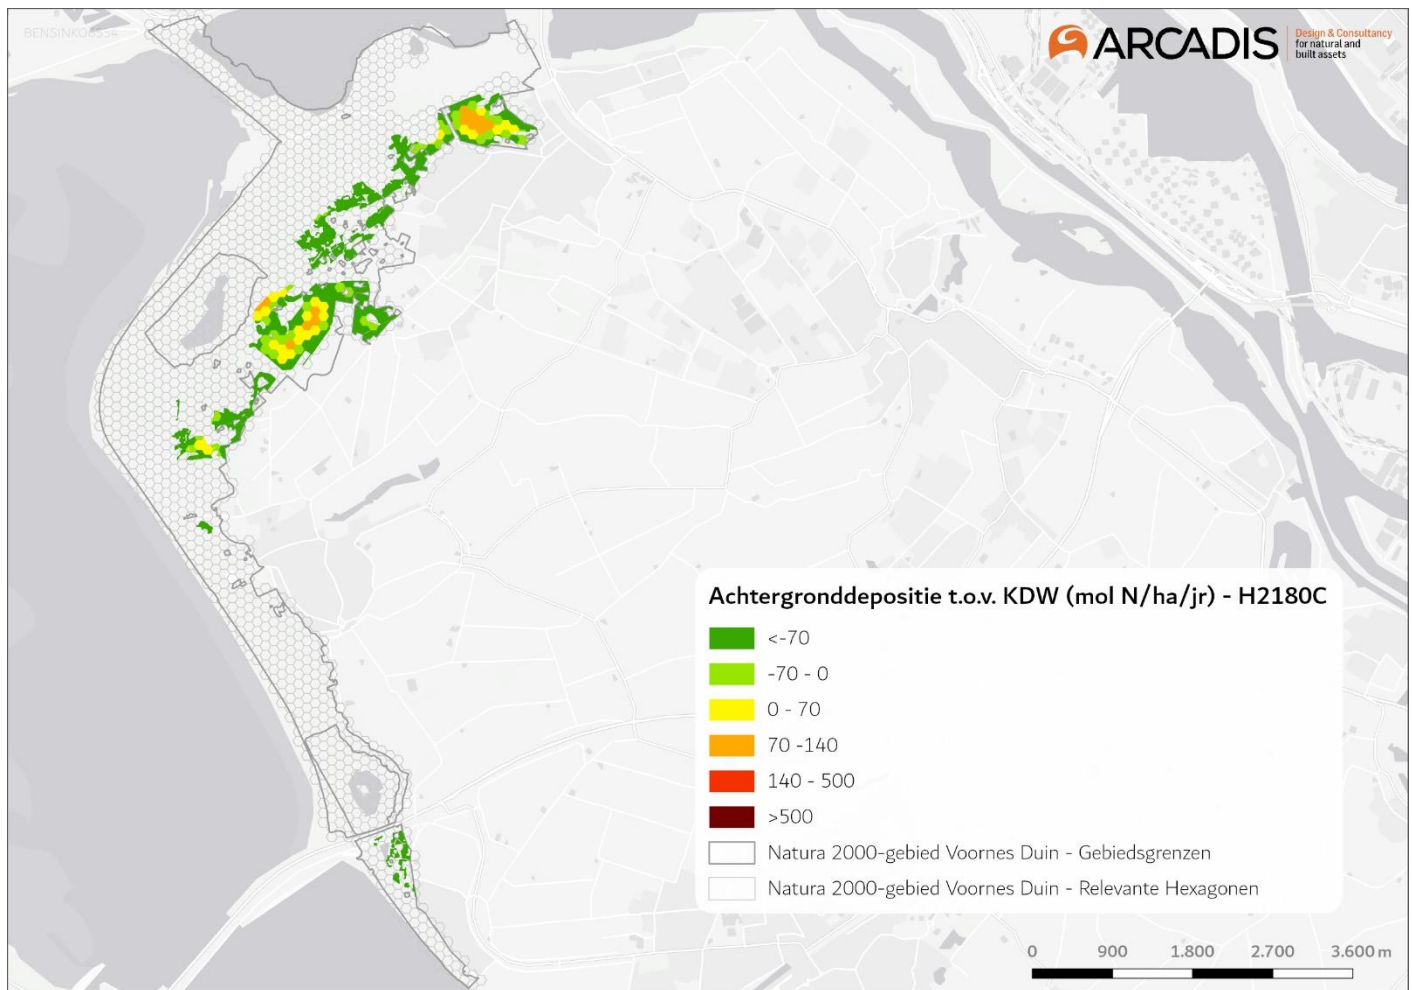 BENSINKO8554
ARCADIS
Design & Consultancy
for natural and
built assets
Achtergronddepositie t.o.v. KDW (mol N/ha/jr) - H2180C
<-70
-70 - 0
0 - 70
70 -140
140 - 500
>500
Natura 2000-gebied Voornes Duin - Gebiedsgrenzen
Natura 2000-gebied Voornes Duin - Relevante Hexagonen
0 900 1.800 2.700 3.600 m